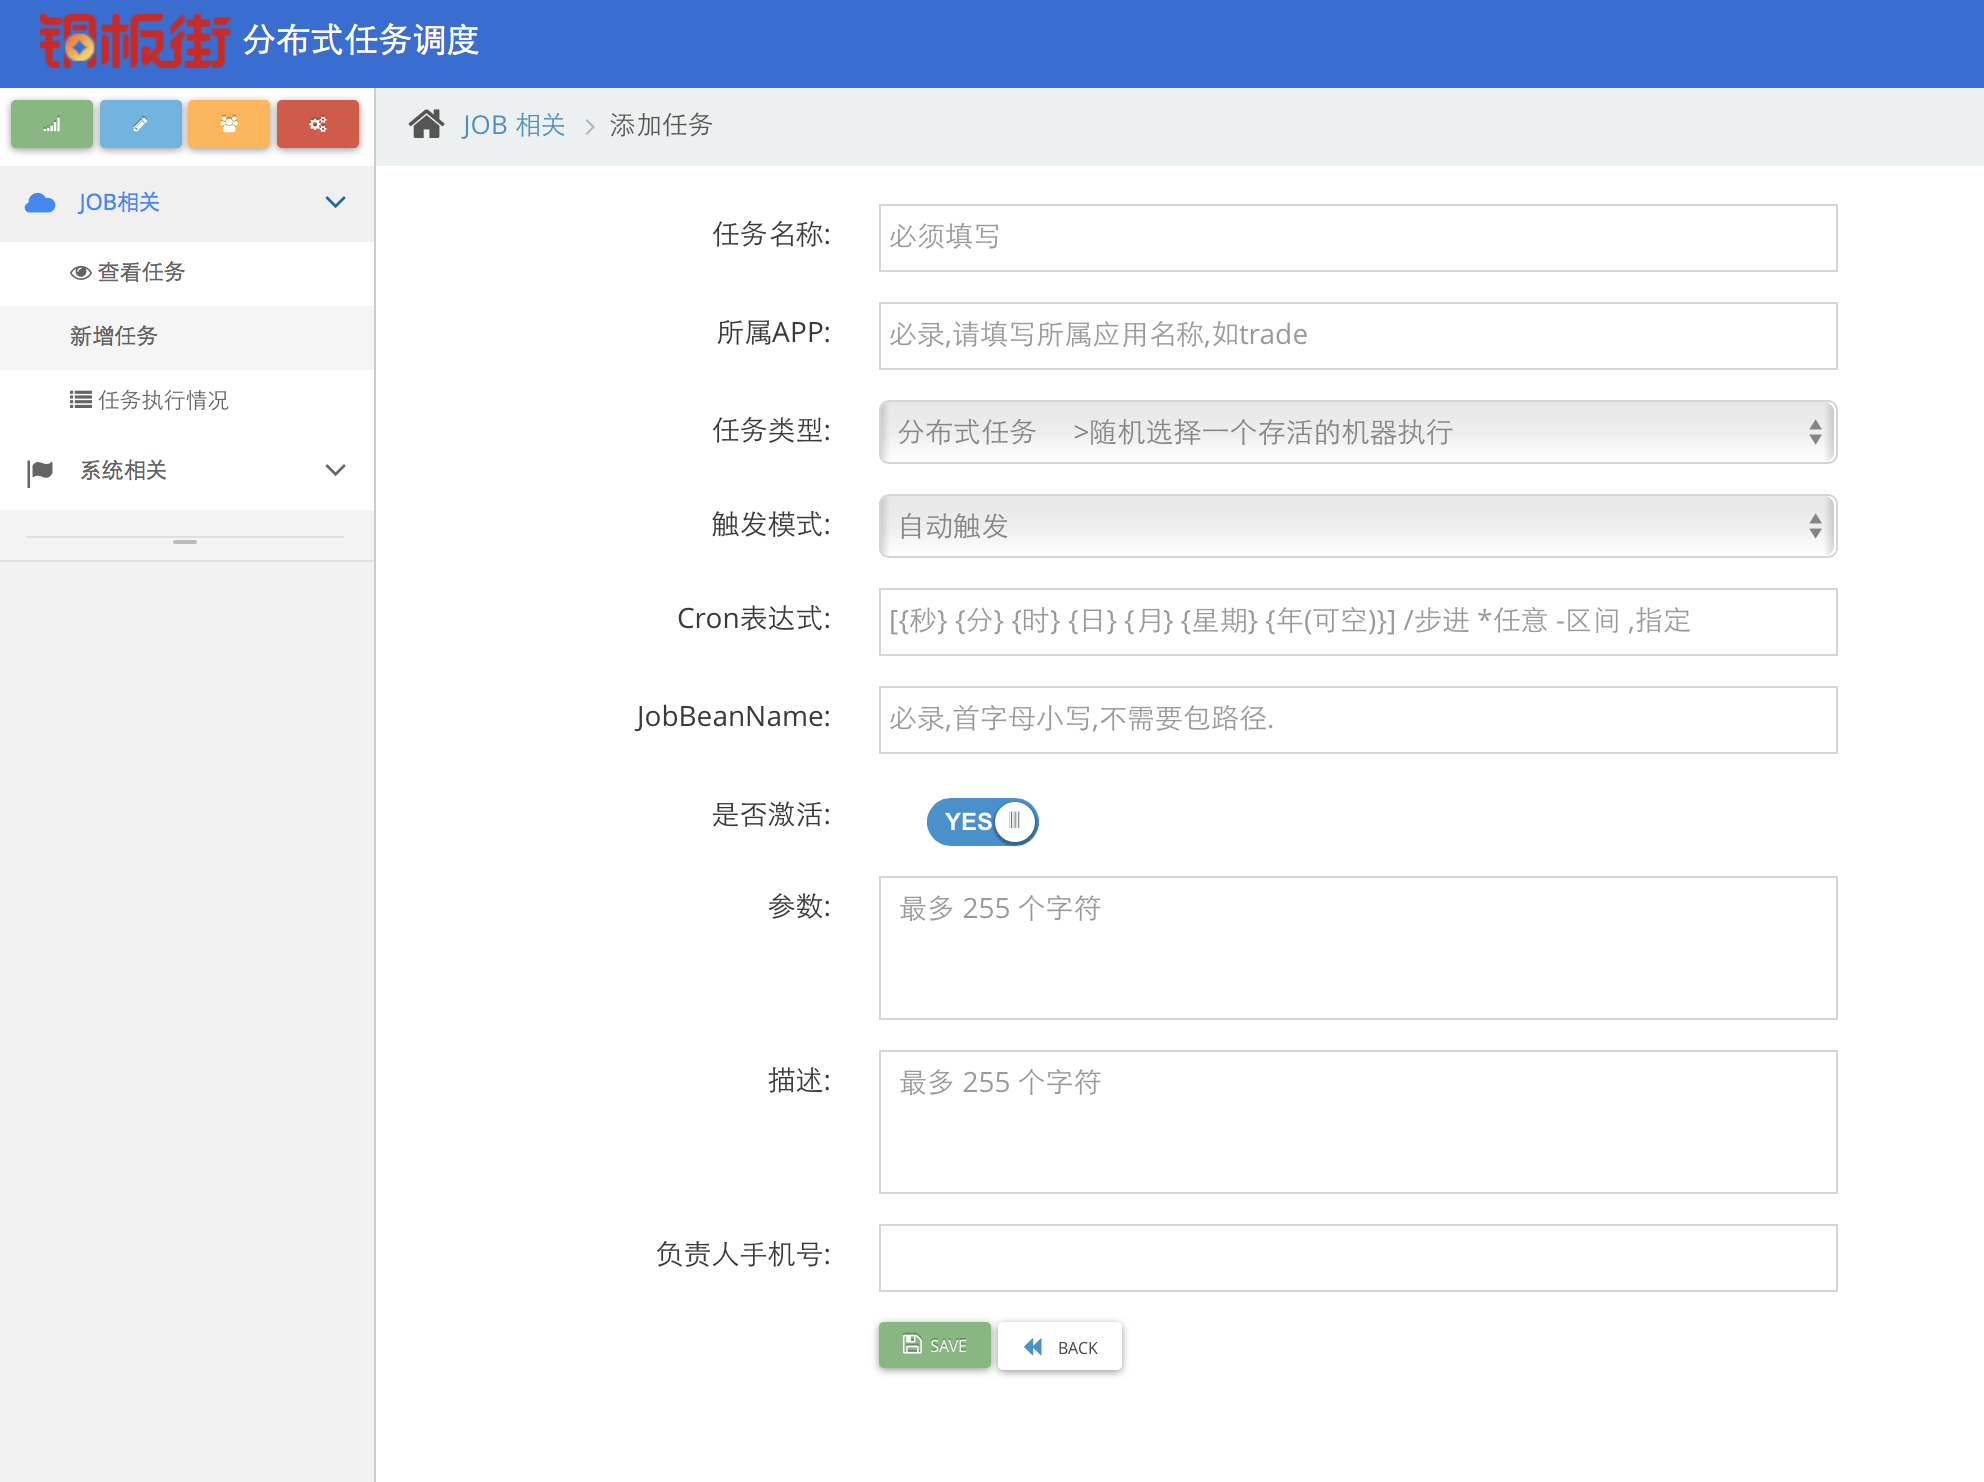 铜板街 分布式任务调度
JOB 相关 > 添加任务
JOB相关
查看任务
新增任务
任务执行情况
系统相关
任务名称: 必须填写
所属APP: 必录,请填写所属应用名称,如trade
任务类型: 分布式任务 >随机选择一个存活的机器执行
触发模式: 自动触发
Cron表达式: [{秒} {分} {时} {日} {月} {星期} {年(可空)}] /步进 *任意 -区间 ,指定
JobBeanName: 必录,首字母小写,不需要包路径.
是否激活: YES
参数: 最多 255 个字符
描述: 最多 255 个字符
负责人手机号:
SAVE BACK